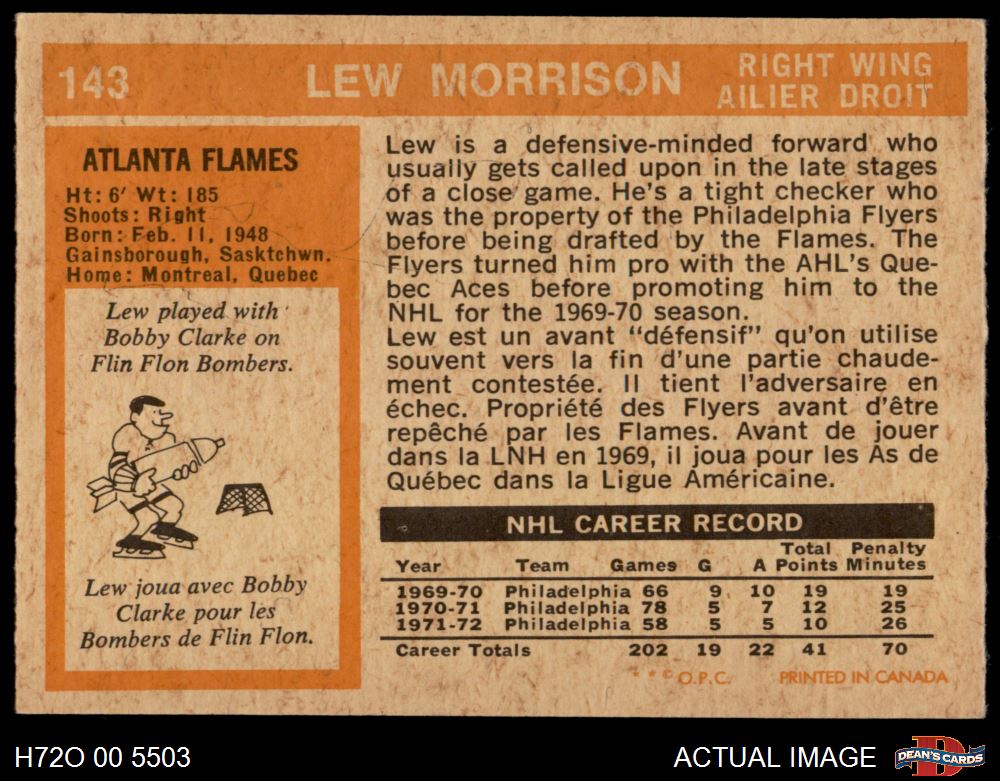 143
LEW MORRISON
RIGHT WING
AILIER DROIT
ATLANTA FLAMES
Ht: 6' Wt: 185
Shoots: Right
Born: Feb. 11, 1948
Gainsborough, Sasktchwn.
Home: Montreal, Quebec
Lew played with
Bobby Clarke on
Flin Flon Bombers.
Lew joua avec Bobby
Clarke pour les
Bombers de Flin Flon.
Lew is a defensive-minded forward who
usually gets called upon in the late stages
of a close game. He's a tight checker who
was the property of the Philadelphia Flyers
before being drafted by the Flames. The
Flyers turned him pro with the AHL's Que-
bec Aces before promoting him to the
NHL for the 1969-70 season.
Lew est un avant "défensif" qu'on utilise
souvent vers la fin d'une partie chaude-
ment contestée. Il tient l'adversaire en
échec. Propriété des Flyers avant d'être
repêché par les Flames. Avant de jouer
dans la LNH en 1969, il joua pour les As de
Québec dans la Ligue Américaine.
NHL CAREER RECORD
Year Team Games G A Total Points Penalty Minutes
1969-70 Philadelphia 66 9 10 19 19
1970-71 Philadelphia 78 5 7 12 25
1971-72 Philadelphia 58 5 5 10 26
Career Totals 202 19 22 41 70
* * © O.P.C. PRINTED IN CANADA
H72O 00 5503
ACTUAL IMAGE
DEAN'S CARDS